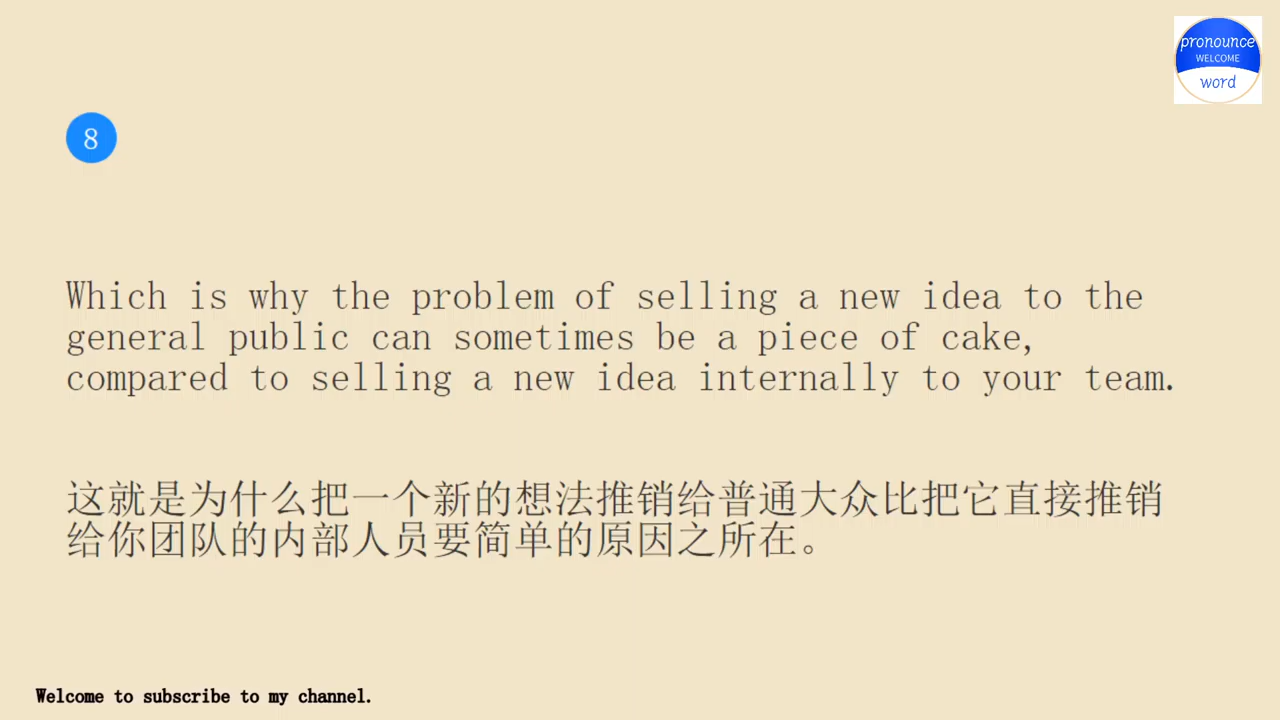 pronounce
WELCOME
word
8
Which is why the problem of selling a new idea to the
general public can sometimes be a piece of cake,
compared to selling a new idea internally to your team.
这就是为什么把一个新的想法推销给普通大众比把它直接推销
给你团队的内部人员要简单的原因之所在。
Welcome to subscribe to my channel.